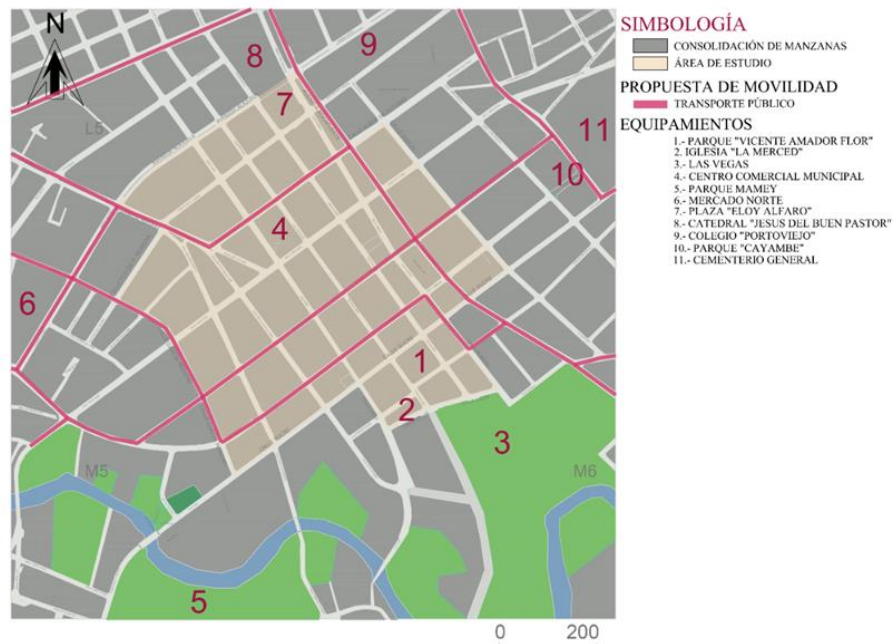 SIMBOLOGÍA
CONSOLIDACIÓN DE MANZANAS
ÁREA DE ESTUDIO
PROPUESTA DE MOVILIDAD
TRANSPORTE PÚBLICO
EQUIPAMIENTOS
1.- PARQUE "VICENTE AMADOR FLOR"
2. IGLESIA "LA MERCED"
3.- LAS VEGAS
4.- CENTRO COMERCIAL MUNICIPAL
5.- PARQUE MAMEY
6.- MERCADO NORTE
7.- PLAZA "ELOY ALFARO"
8.- CATEDRAL "JESUS DEL BUEN PASTOR"
9.- COLEGIO "PORTOVIEJO"
10.- PARQUE "CAYAMBE"
11.- CEMENTERIO GENERAL
N
8
9
7
L5
11
10
4
6
1
2
3
M5
M6
5
0 200